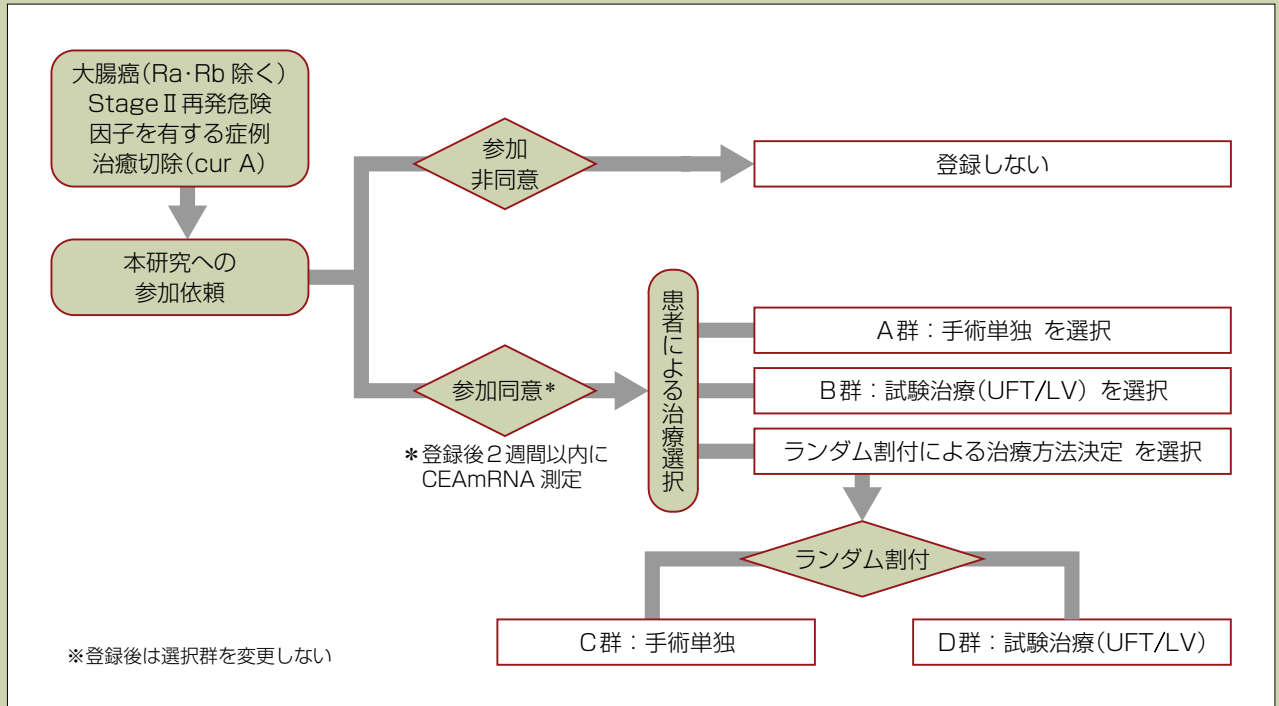 大腸癌(Ra・Rb 除く)
StageⅡ再発危険
因子を有する症例
治癒切除(cur A)
本研究への
参加依頼
参加
非同意
登録しない
参加同意*
*登録後2週間以内に
CEAmRNA 測定
患者による治療選択
A群:手術単独 を選択
B群:試験治療(UFT/LV) を選択
ランダム割付による治療方法決定 を選択
ランダム割付
C群:手術単独
D群:試験治療(UFT/LV)
※登録後は選択群を変更しない